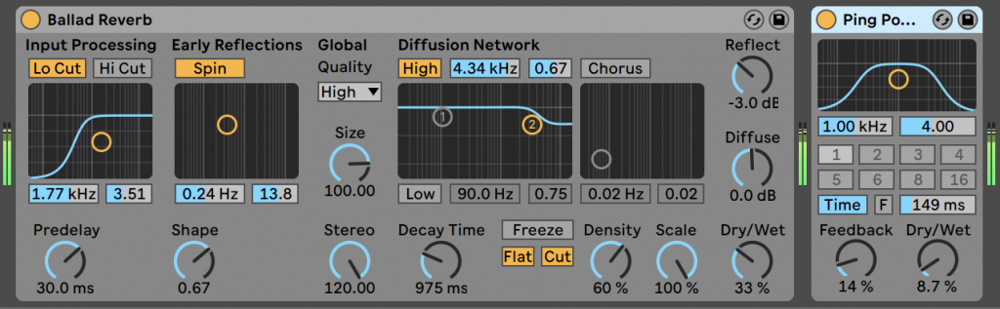 Ballad Reverb
Input Processing
Lo Cut Hi Cut
1.77 kHz 3.51
Predelay
30.0 ms
Early Reflections
Spin
0.24 Hz 13.8
Shape
0.67
Global
Quality
High
Size
100.00
Stereo
120.00
Diffusion Network
High 4.34 kHz 0.67 Chorus
1
2
Low 90.0 Hz 0.75 0.02 Hz 0.02
Decay Time
975 ms
Freeze
Flat Cut
Density
60 %
Scale
100 %
Reflect
-3.0 dB
Diffuse
0.0 dB
Dry/Wet
33 %
Ping Po...
1.00 kHz 4.00
1 2 3 4
5 6 8 16
Time F 149 ms
Feedback Dry/Wet
14 % 8.7 %